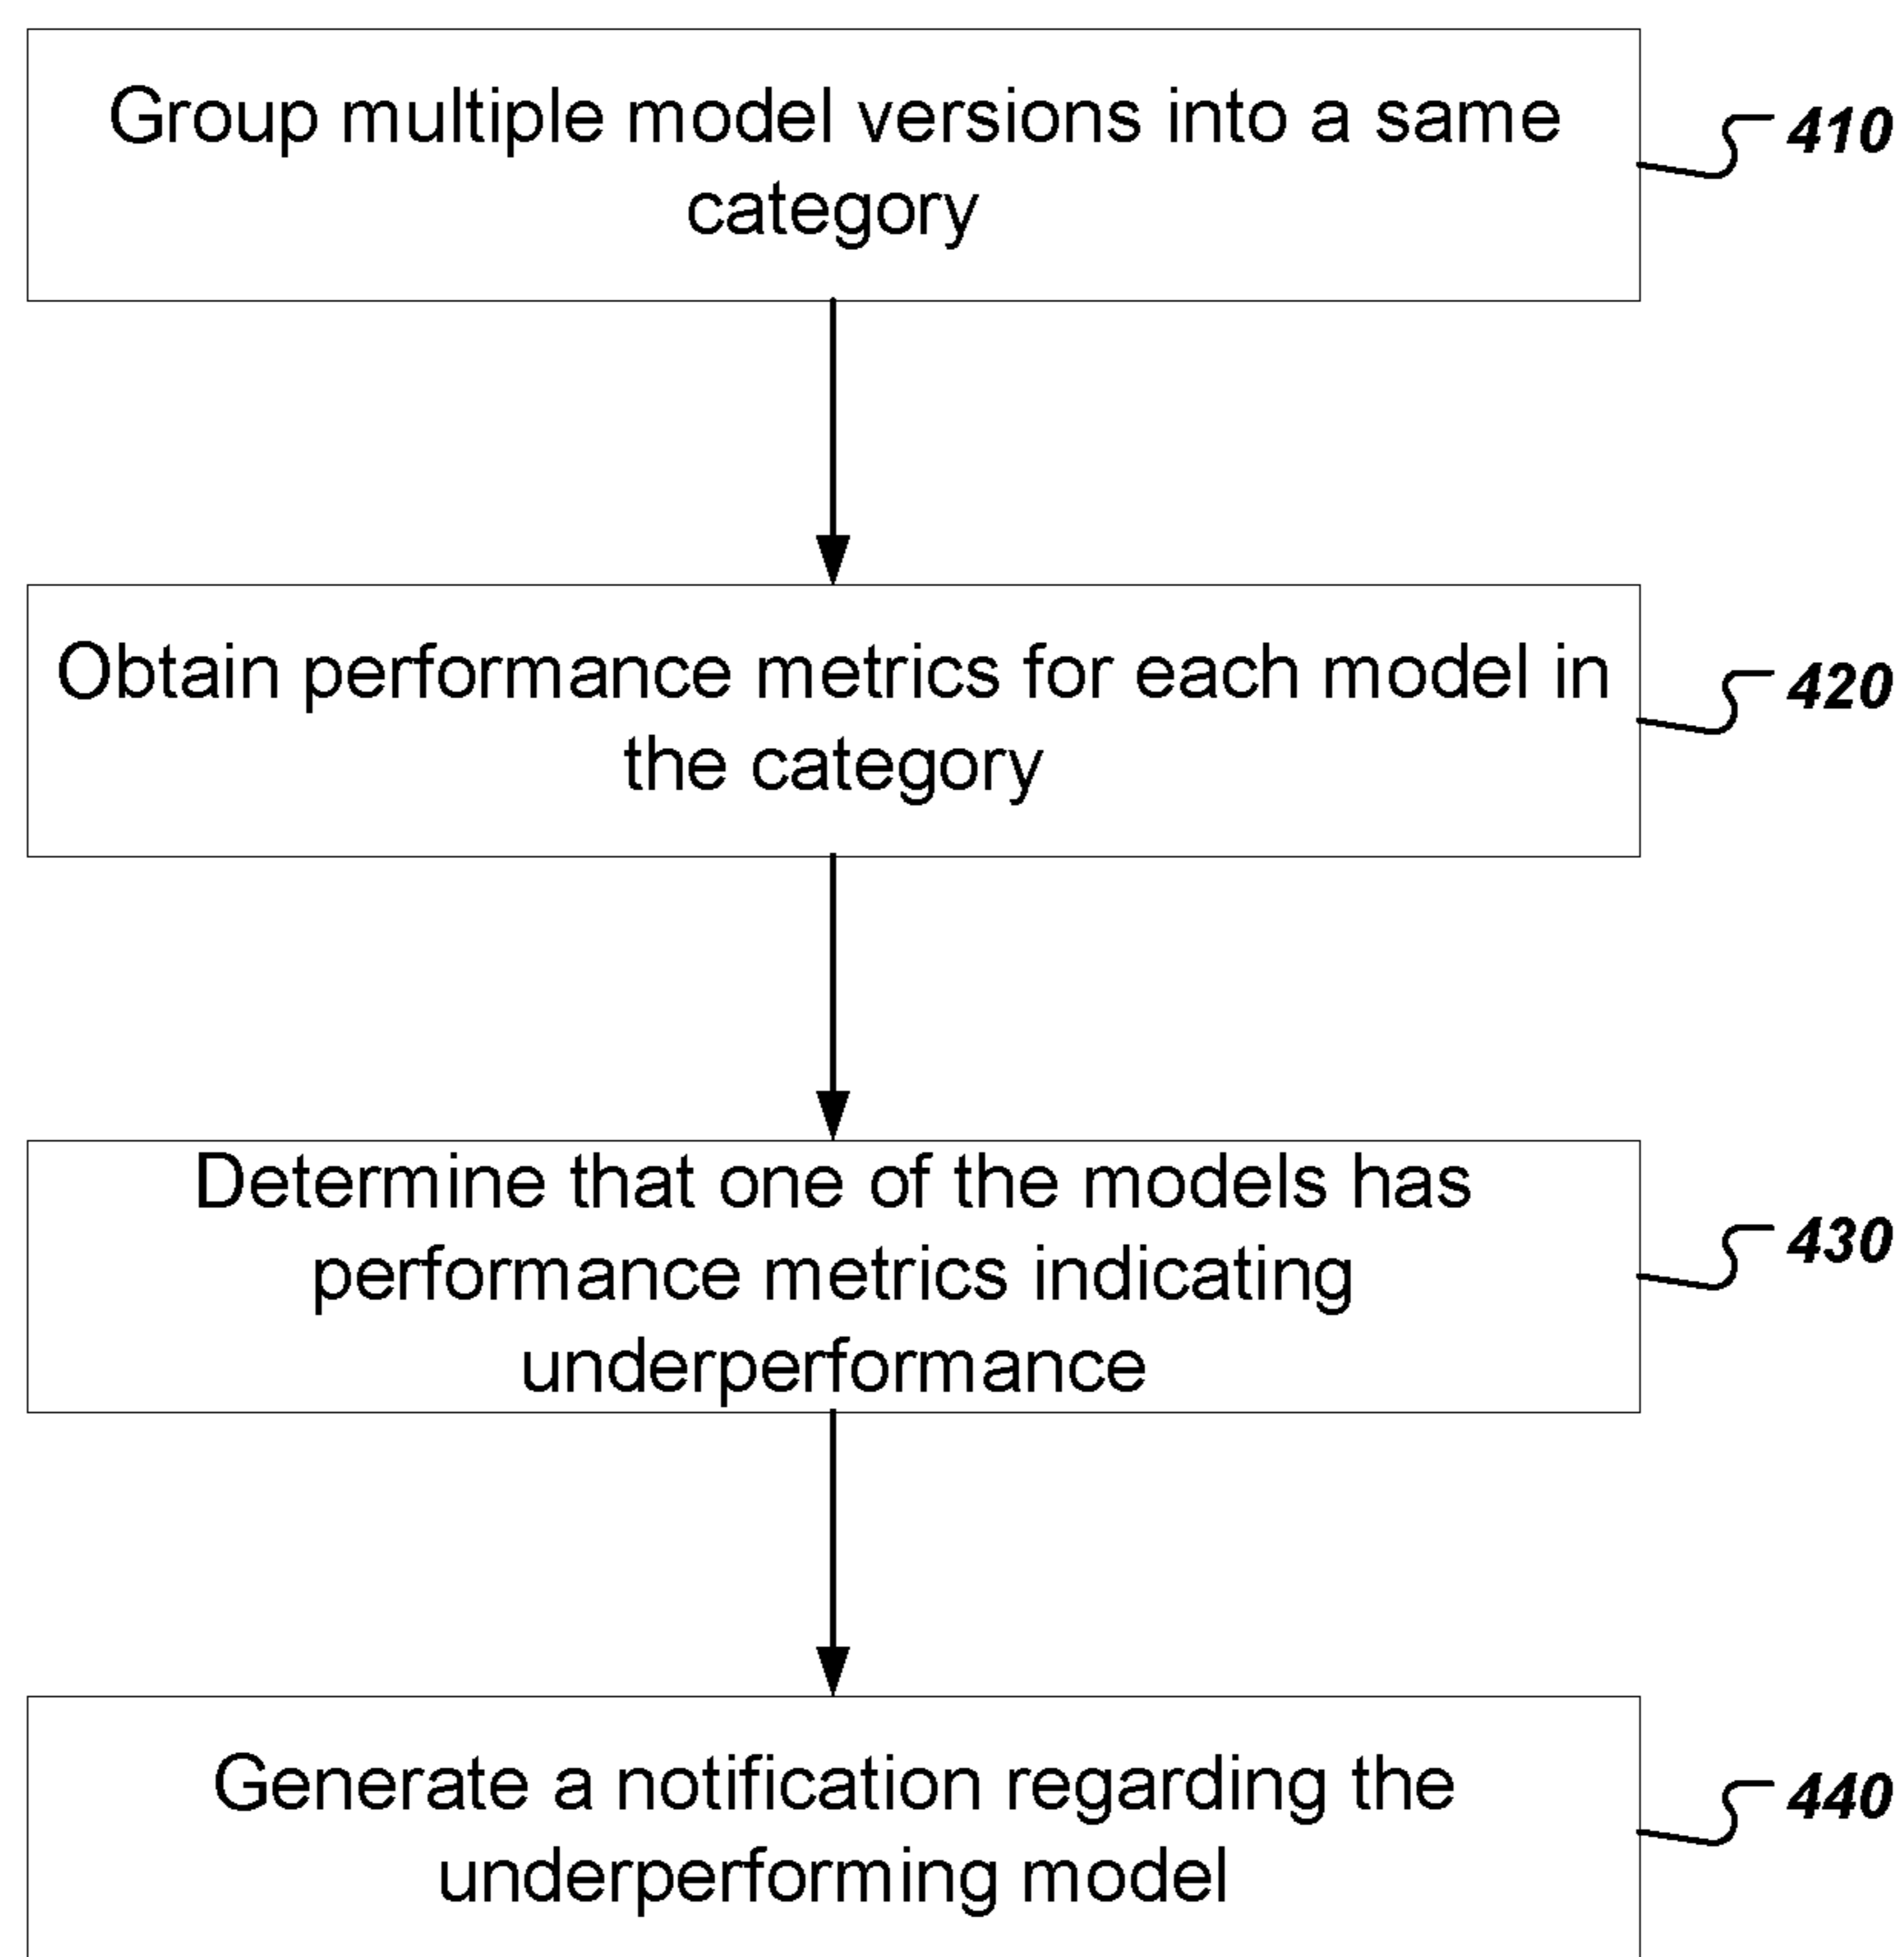 Group multiple model versions into a same
category
410
Obtain performance metrics for each model in
the category
420
Determine that one of the models has
performance metrics indicating
underperformance
430
Generate a notification regarding the
underperforming model
440